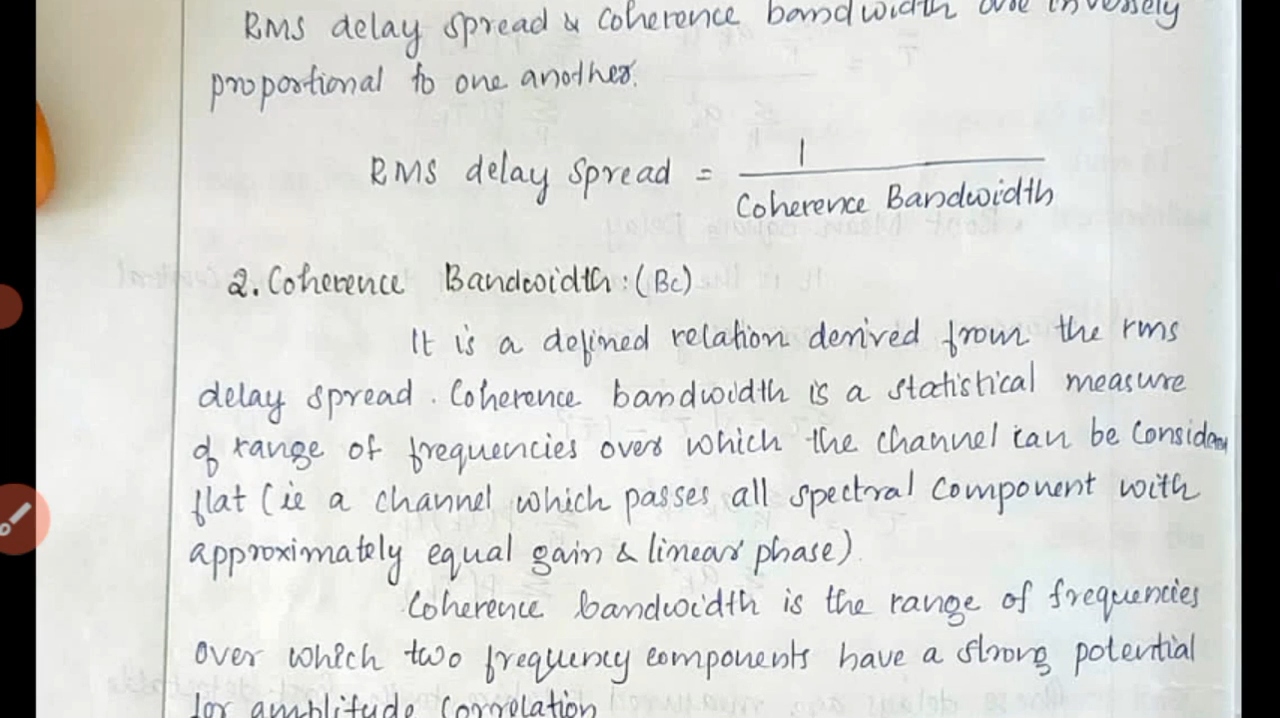 RMS delay spread & Coherence bandwidth are inversely
proportional to one another.
RMS delay Spread = 1
Coherence Bandwidth
2. Coherence Bandwidth : (Bc)
It is a defined relation derived from the rms
delay spread. Coherence bandwidth is a statistical measure
of range of frequencies over which the channel can be
flat (ie a channel which passes all spectral component with
approximately equal gain & linear phase).
Coherence bandwidth is the range of frequencies
over which two frequency components have a strong potential
for amplitude correlation